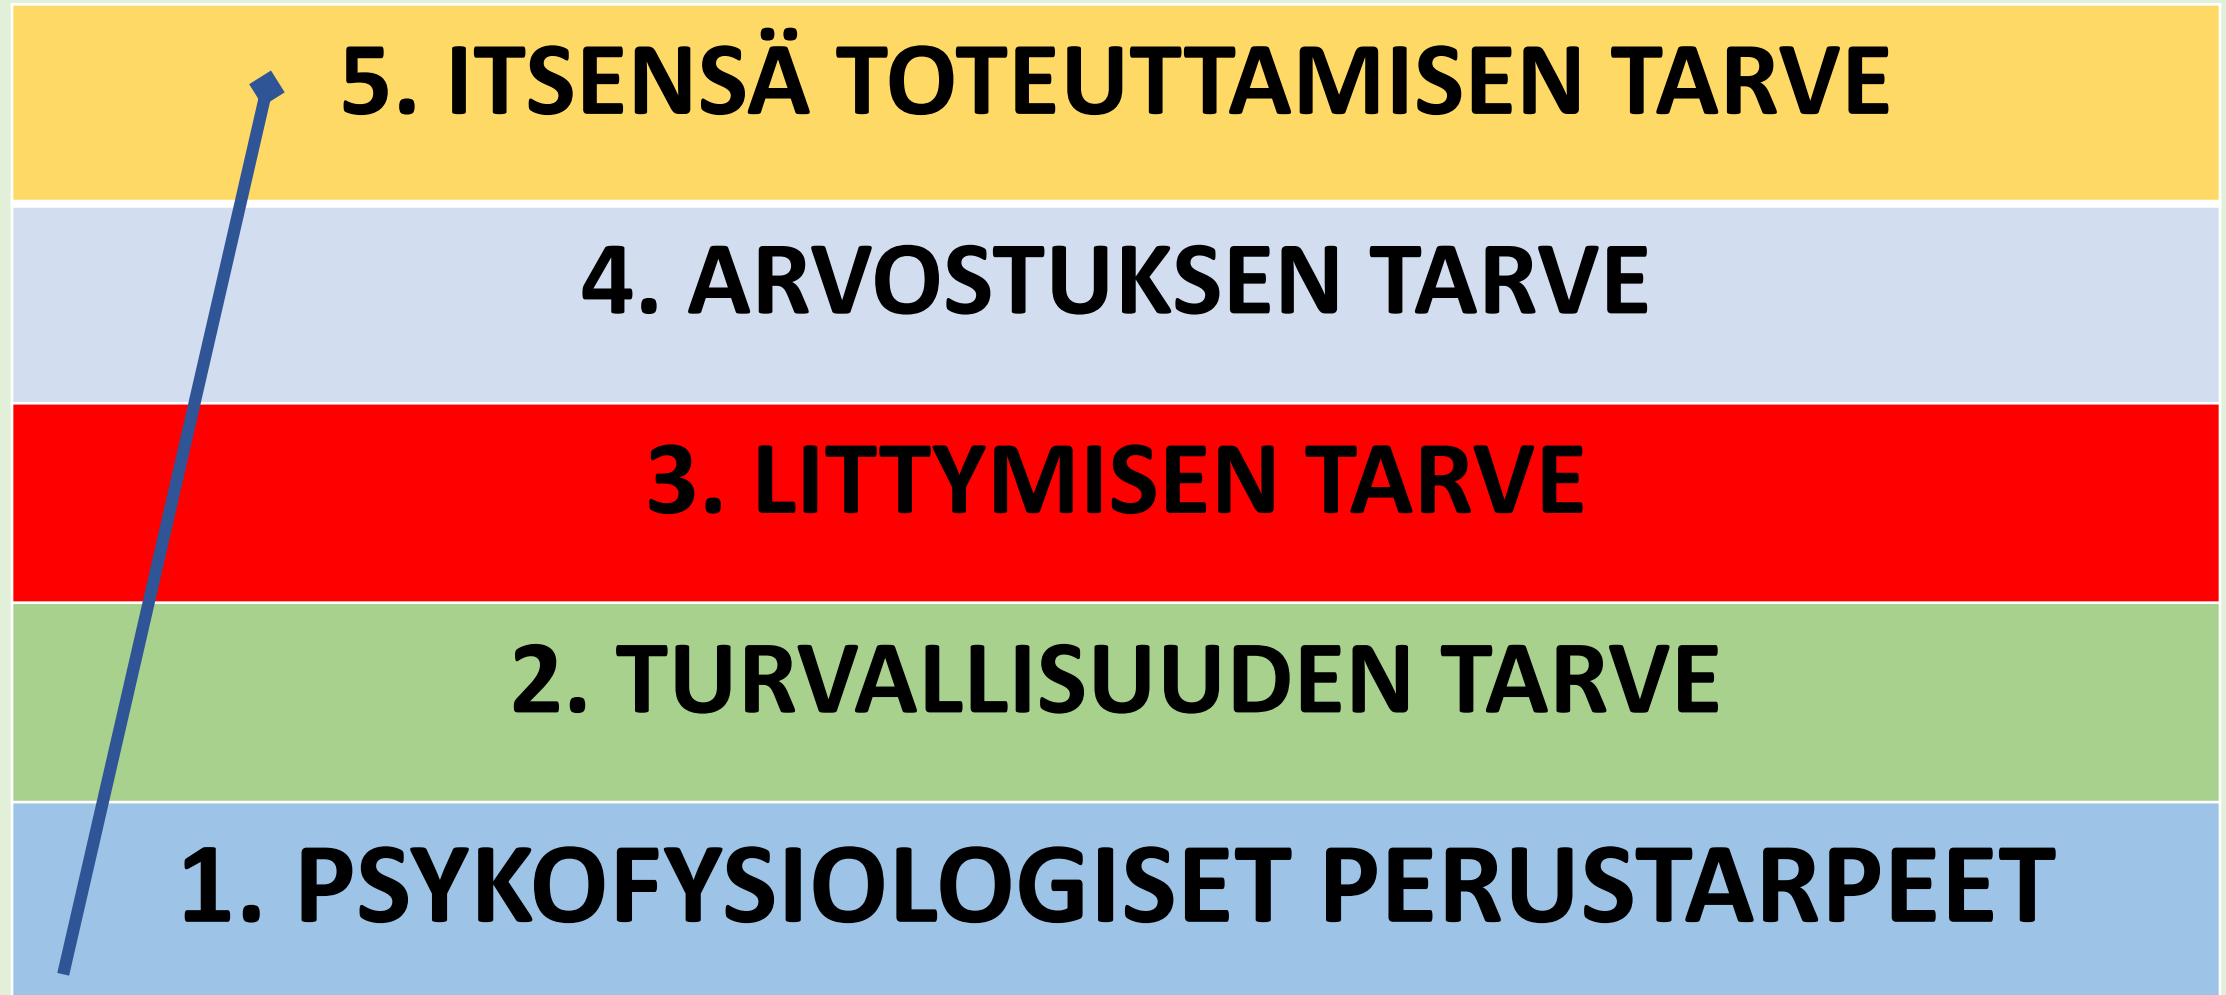 5. ITSENSÄ TOTEUTTAMISEN TARVE
4. ARVOSTUKSEN TARVE
3. LITTYMISEN TARVE
2. TURVALLISUUDEN TARVE
1. PSYKOFYSIOLOGISET PERUSTARPEET